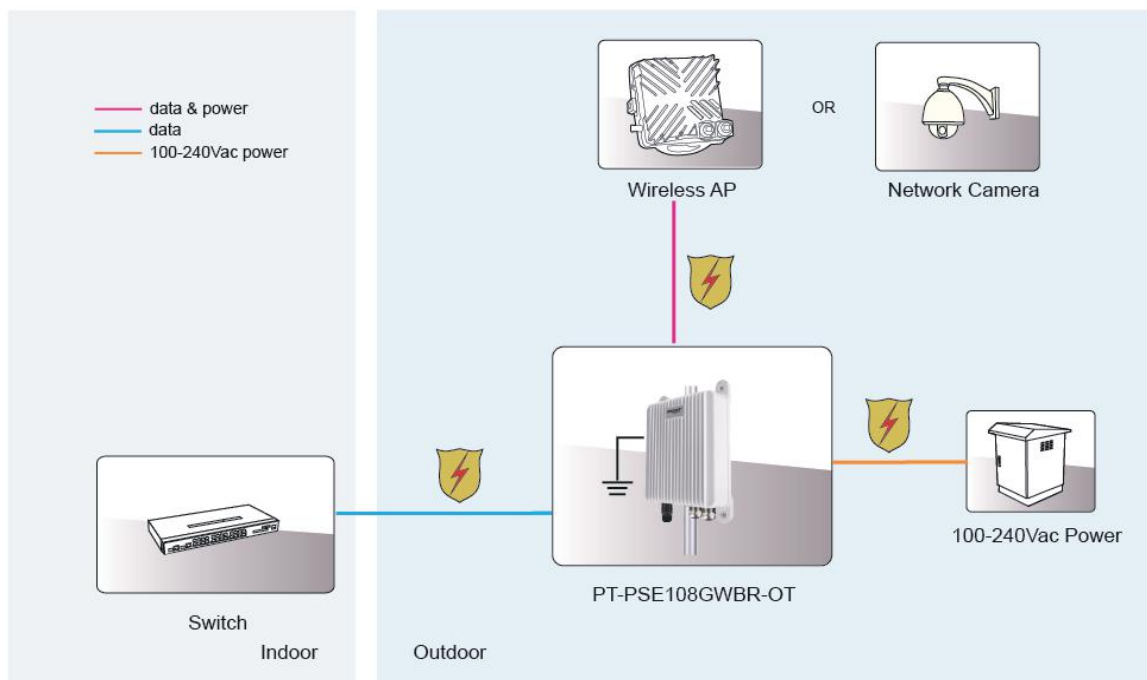 data & power
data
100-240Vac power
Wireless AP
OR
Network Camera
100-240Vac Power
PT-PSE108GWBR-OT
Switch
Indoor
Outdoor